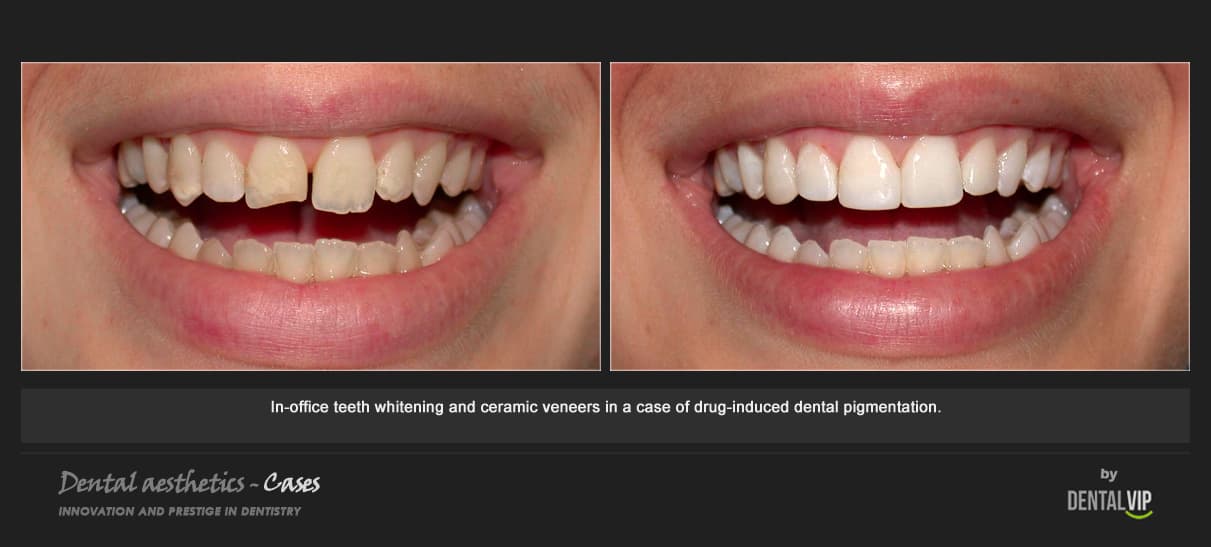 In-office teeth whitening and ceramic veneers in a case of drug-induced dental pigmentation.
Dental aesthetics - Cases
INNOVATION AND PRESTIGE IN DENTISTRY
by
DENTALVIP